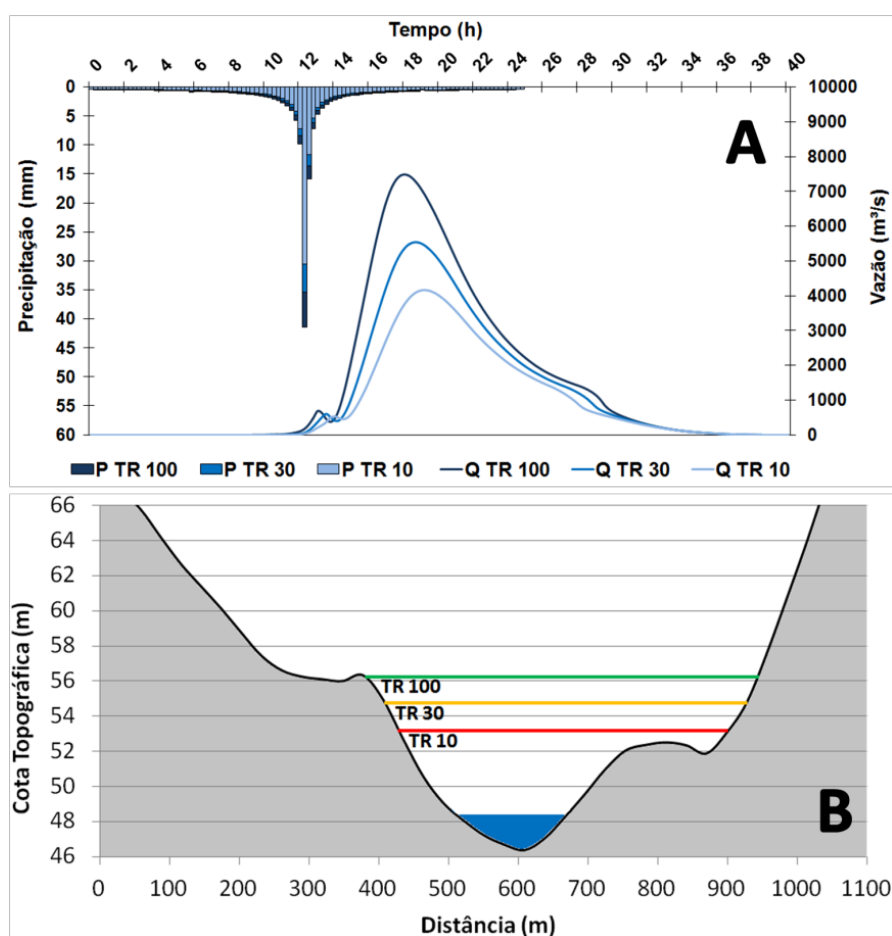 Tempo (h)
0 2 4 6 8 10 12 14 16 18 20 22 24 26 28 30 32 34 36 38 40
0 10000
5 9000
10 8000
15 7000
20 6000
25
30 5000
35 4000
40 3000
45
50 2000
55 1000
60 0
Precipitação (mm)
Vazão (m³/s)
A
P TR 100 P TR 30 P TR 10 Q TR 100 Q TR 30 Q TR 10
66
64
62
60
58
56
54
52
50
48
46
Cota Topográfica (m)
TR 100
TR 30
TR 10
B
0 100 200 300 400 500 600 700 800 900 1000 1100
Distância (m)